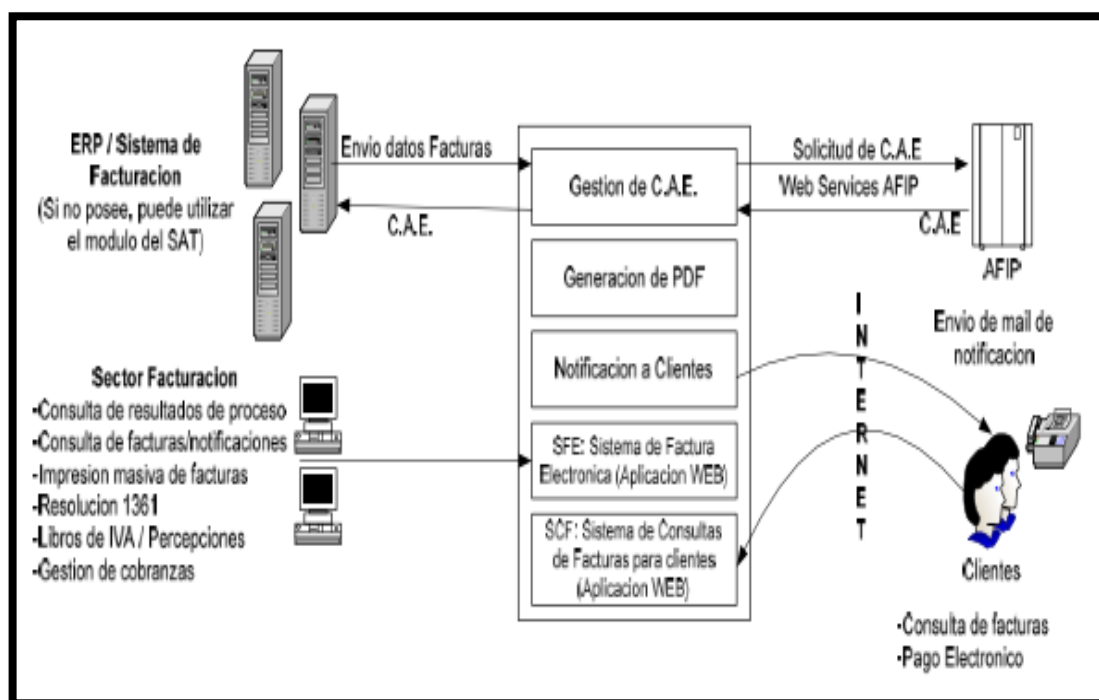 ERP / Sistema de
Facturacion
(Si no posee, puede utilizar
el modulo del SAT)
Envio datos Facturas
C.A.E.
Gestion de C.A.E.
Generacion de PDF
Notificacion a Clientes
SFE: Sistema de Factura
Electronica (Aplicacion WEB)
SCF: Sistema de Consultas
de Facturas para clientes
(Aplicacion WEB)
Solicitud de C.A.E
Web Services AFIP
C.A.E
AFIP
INTERNET
Envio de mail de
notificacion
Sector Facturacion
-Consulta de resultados de proceso
-Consulta de facturas/notificaciones
-Impresion masiva de facturas
-Resolucion 1361
-Libros de IVA / Percepciones
-Gestion de cobranzas
Clientes
-Consulta de facturas
-Pago Electronico